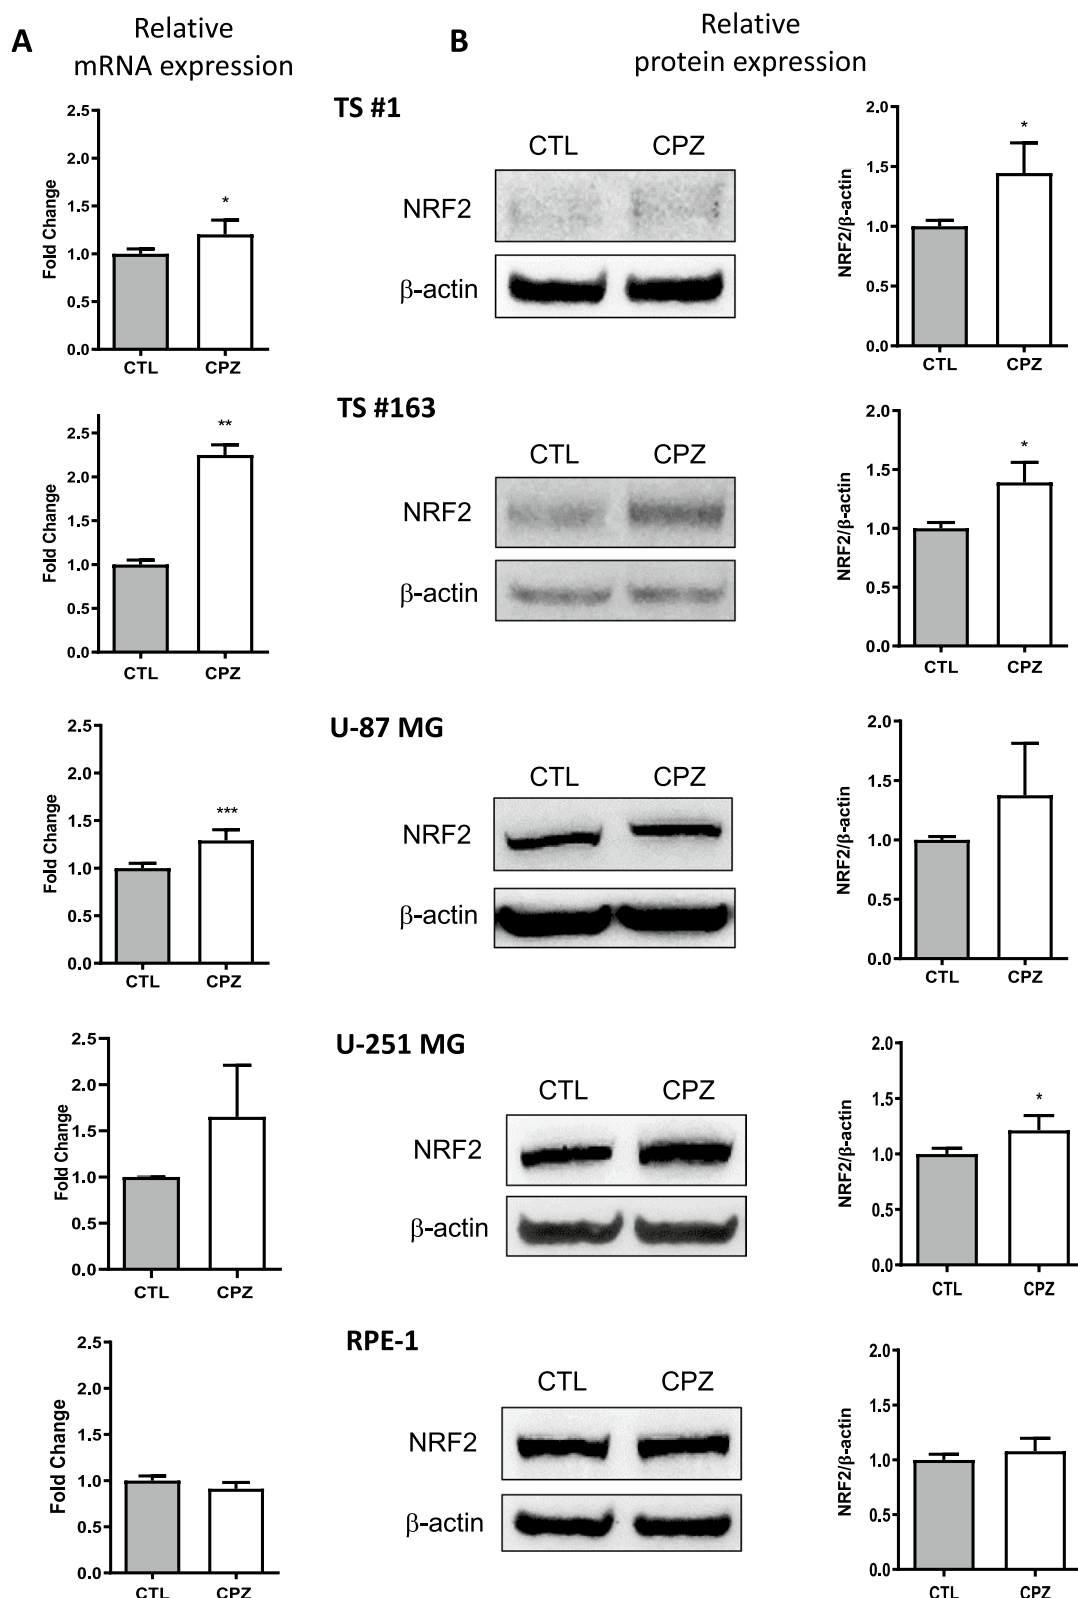 A
Relative
mRNA expression
B
Relative
protein expression
TS #1
Fold Change
2.5
2.0
1.5
1.0
0.5
0.0
*
CTL
CPZ
CTL
CPZ
NRF2
β-actin
NRF2/β-actin
2.0
1.5
1.0
0.5
0.0
*
CTL
CPZ
TS #163
Fold Change
2.5
2.0
1.5
1.0
0.5
0.0
**
CTL
CPZ
CTL
CPZ
NRF2
β-actin
NRF2/β-actin
2.0
1.5
1.0
0.5
0.0
*
CTL
CPZ
U-87 MG
Fold Change
2.5
2.0
1.5
1.0
0.5
0.0
***
CTL
CPZ
CTL
CPZ
NRF2
β-actin
NRF2/β-actin
2.0
1.5
1.0
0.5
0.0
CTL
CPZ
U-251 MG
Fold Change
2.5
2.0
1.5
1.0
0.5
0.0
CTL
CPZ
CTL
CPZ
NRF2
β-actin
NRF2/β-actin
2.0
1.5
1.0
0.5
0.0
*
CTL
CPZ
RPE-1
Fold Change
2.5
2.0
1.5
1.0
0.5
0.0
CTL
CPZ
CTL
CPZ
NRF2
β-actin
NRF2/β-actin
2.0
1.5
1.0
0.5
0.0
CTL
CPZ